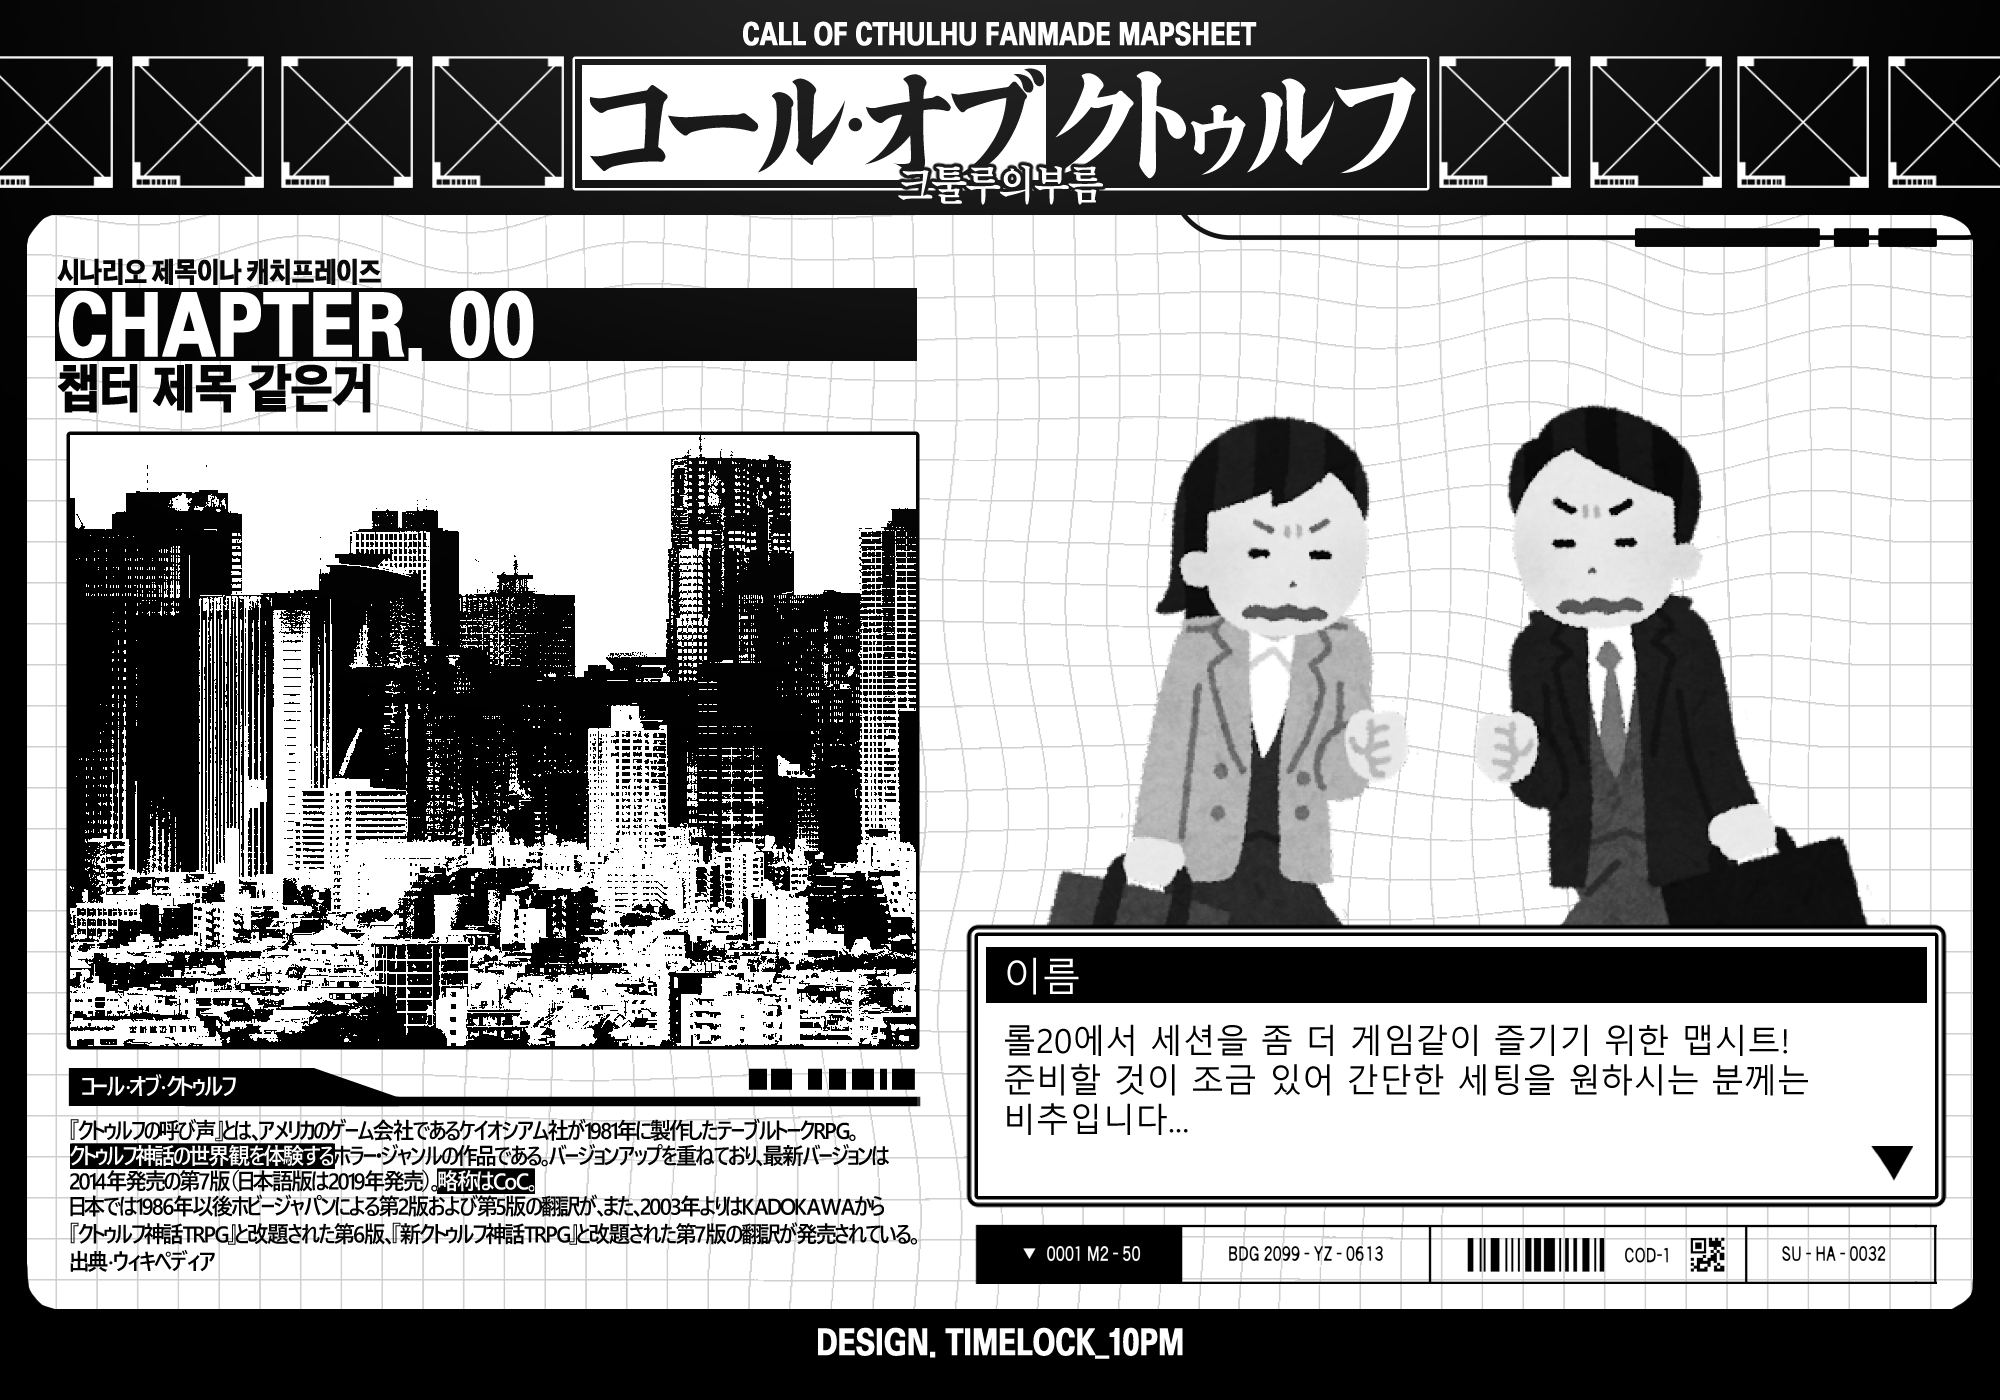 CALL OF CTHULHU FANMADE MAPSHEET
コール・オブクトゥルフ
크툴루의부름
시나리오 제목이나 캐치프레이즈
CHAPTER. 00
챕터 제목 같은거
コール・オブ・クトゥルフ
『クトゥルフの呼び声』とは、アメリカのゲーム会社であるケイオシアム社が1981年に製作したテーブルトークRPG。
クトゥルフ神話の世界観を体験するホラー・ジャンルの作品である。バージョンアップを重ねており、最新バージョンは
2014年発売の第7版（日本語版は2019年発売）。略称はCoC。
日本では1986年以後ホビージャパンによる第2版および第5版の翻訳が、また、2003年よりはKADOKAWAから
『クトゥルフ神話TRPG』と改題された第6版、『新クトゥルフ神話TRPG』と改題された第7版の翻訳が発売されている。
出典・ウィキペディア
이름
롤20에서 세션을 좀 더 게임같이 즐기기 위한 맵시트!
준비할 것이 조금 있어 간단한 세팅을 원하시는 분께는
비추입니다...
▼ 0001 M2 - 50
BDG 2099 - YZ - 0613
COD-1
SU - HA - 0032
DESIGN. TIMELOCK_10PM